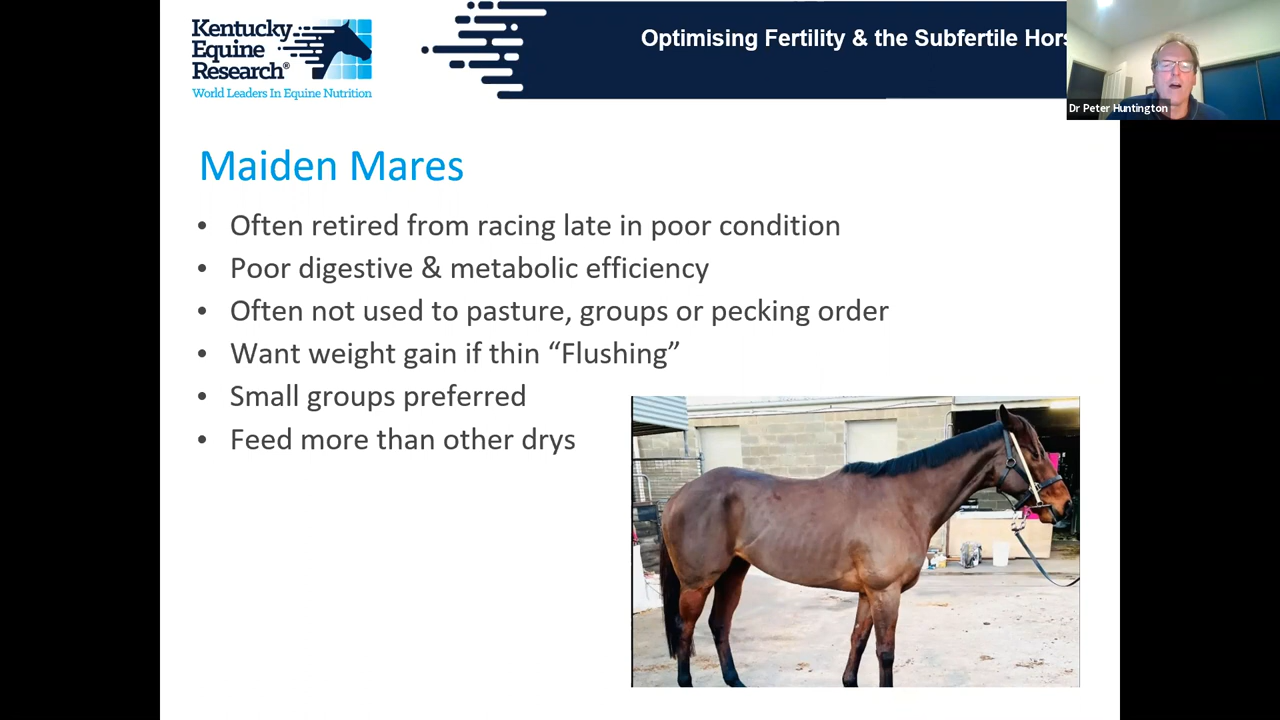 Kentucky
Equine
Research®
World Leaders In Equine Nutrition
Optimising Fertility & the Subfertile Hors
Dr Peter Huntington
Maiden Mares
• Often retired from racing late in poor condition
• Poor digestive & metabolic efficiency
• Often not used to pasture, groups or pecking order
• Want weight gain if thin “Flushing”
• Small groups preferred
• Feed more than other drys